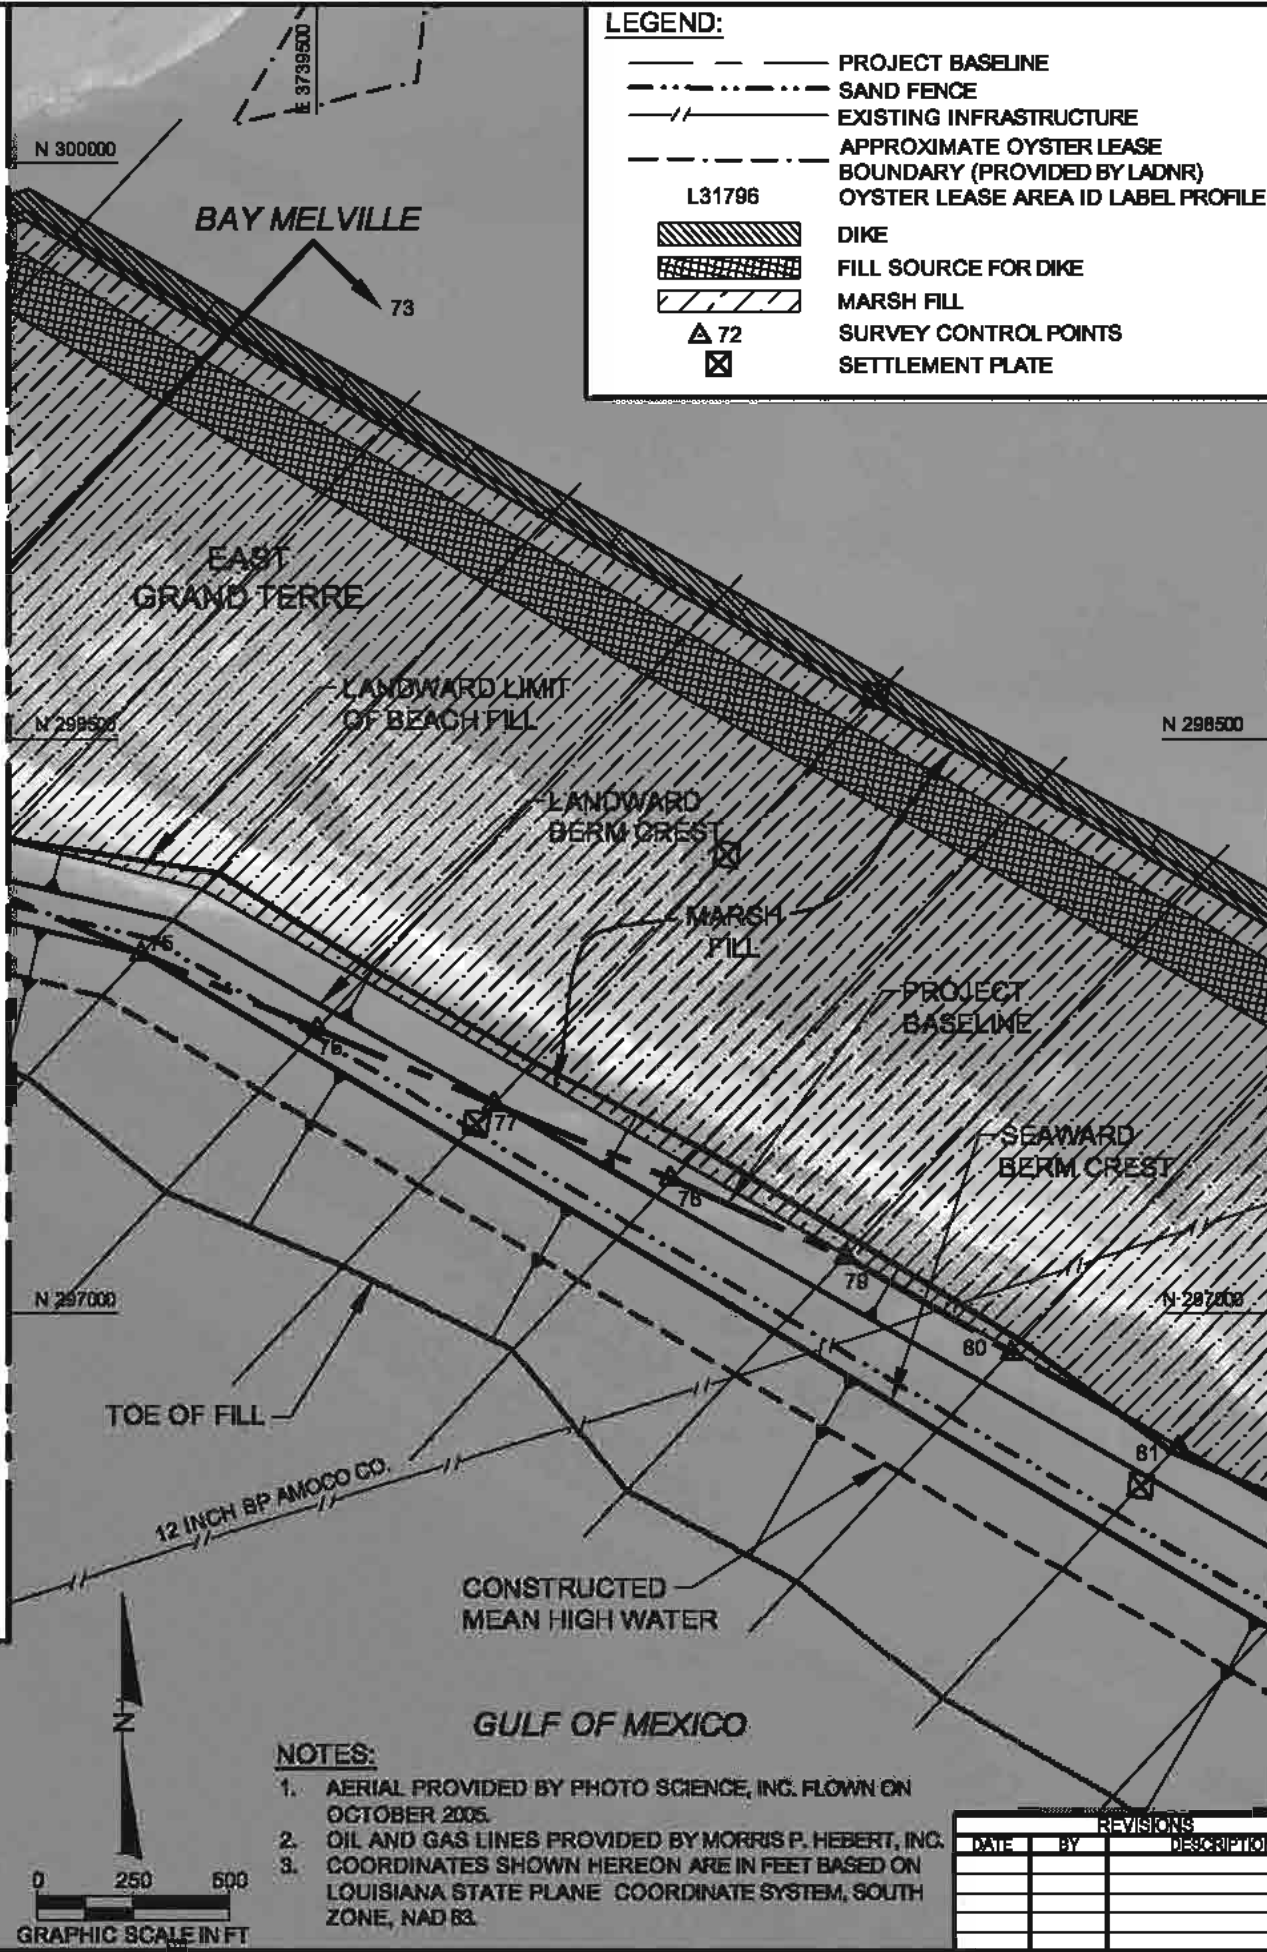 LEGEND:
PROJECT BASELINE
SAND FENCE
EXISTING INFRASTRUCTURE
APPROXIMATE OYSTER LEASE
BOUNDARY (PROVIDED BY LADNR)
L31796 OYSTER LEASE AREA ID LABEL PROFILE
DIKE
FILL SOURCE FOR DIKE
MARSH FILL
72 SURVEY CONTROL POINTS
SETTLEMENT PLATE
E 3739500
N 300000
BAY MELVILLE
73
EAST
GRAND TERRE
LANDWARD LIMIT
OF BEACH FILL
N 298500
N 298500
LANDWARD
BERM CREST
MARSH
FILL
PROJECT
BASELINE
75
76
77
78
79
80
81
SEAWARD
BERM CREST
N 297000
N 297000
TOE OF FILL
12 INCH BP AMOCO CO.
CONSTRUCTED
MEAN HIGH WATER
GULF OF MEXICO
N
NOTES:
1. AERIAL PROVIDED BY PHOTO SCIENCE, INC. FLOWN ON
OCTOBER 2005.
2. OIL AND GAS LINES PROVIDED BY MORRIS P. HEBERT, INC.
3. COORDINATES SHOWN HEREON ARE IN FEET BASED ON
LOUISIANA STATE PLANE COORDINATE SYSTEM, SOUTH
ZONE, NAD 83.
0 250 500
GRAPHIC SCALE IN FT
REVISIONS
DATE BY DESCRIPTIO